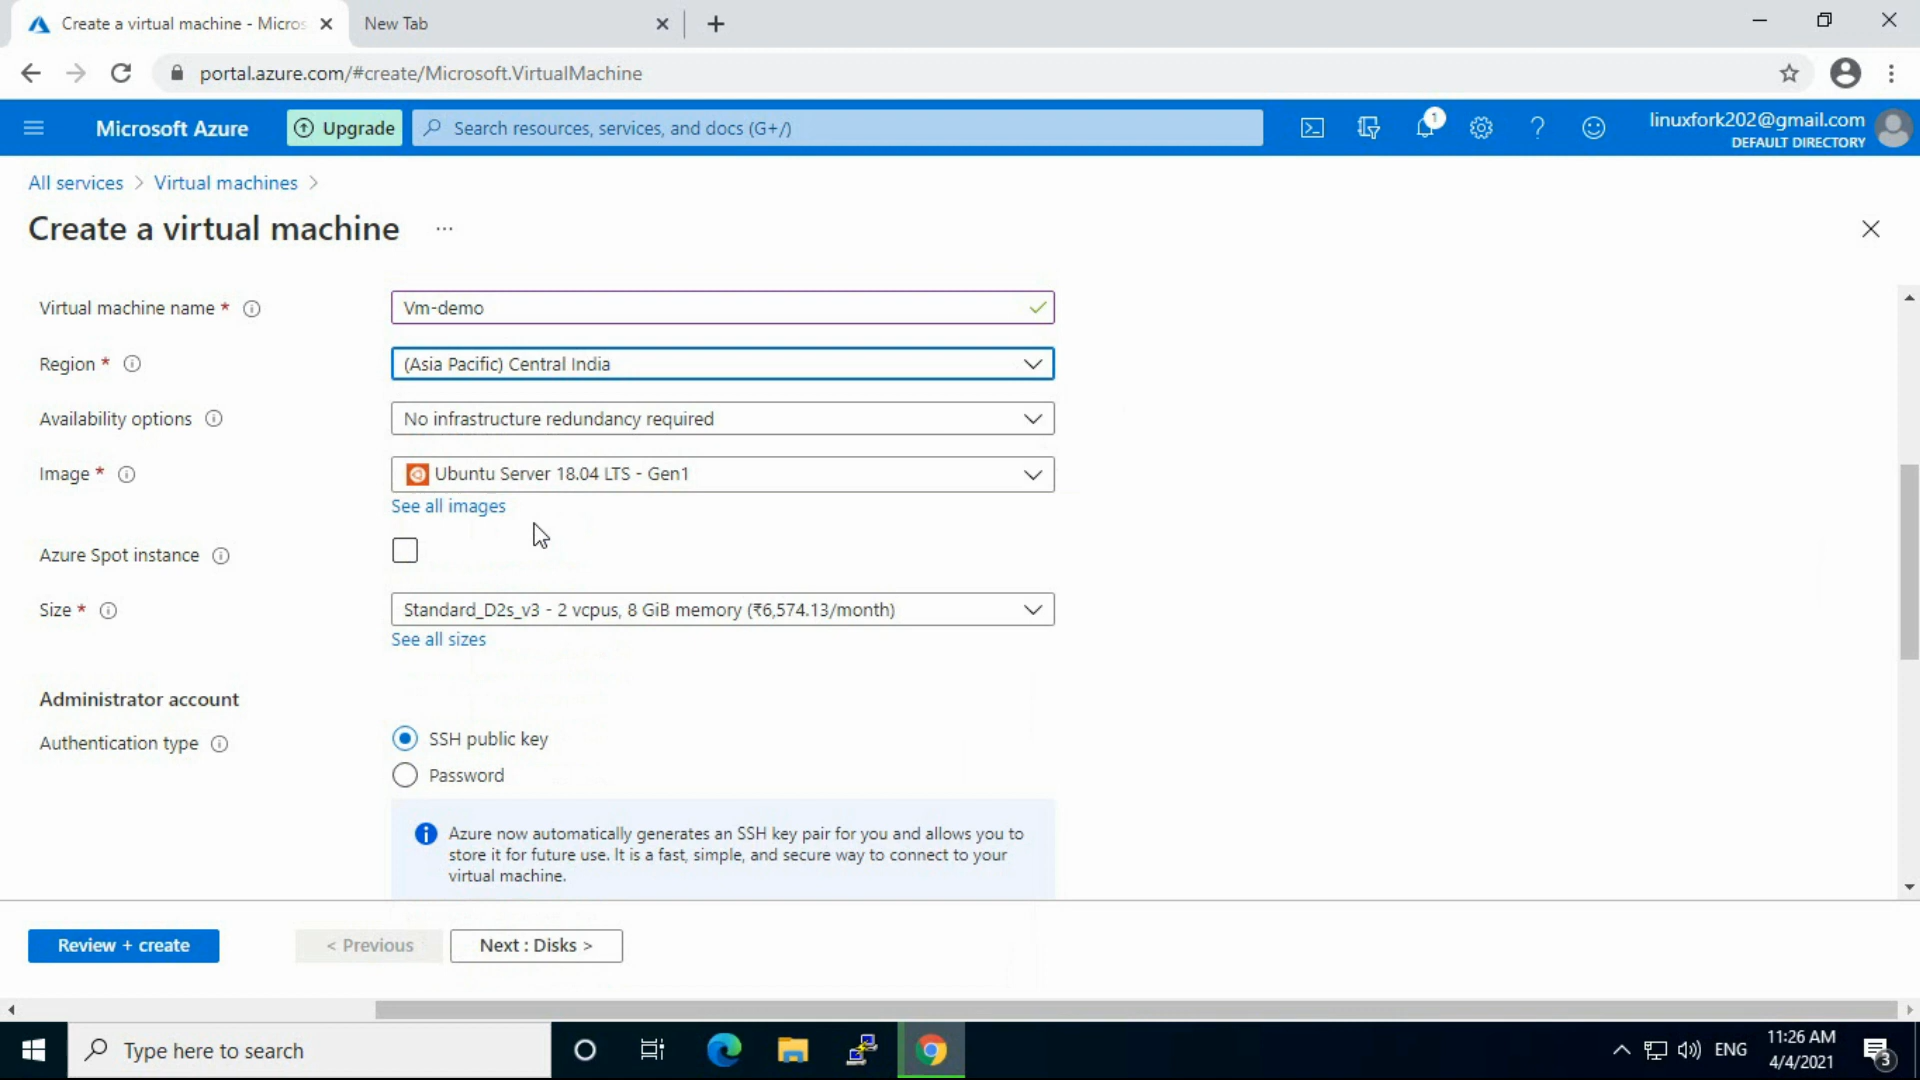 Create a virtual machine - Micros
New Tab
portal.azure.com/#create/Microsoft.VirtualMachine
Microsoft Azure
Upgrade
Search resources, services, and docs (G+/)
1
linuxfork202@gmail.com
DEFAULT DIRECTORY
All services > Virtual machines >
Create a virtual machine ...
Virtual machine name *
Vm-demo
Region *
(Asia Pacific) Central India
Availability options
No infrastructure redundancy required
Image *
Ubuntu Server 18.04 LTS - Gen1
See all images
Azure Spot instance
Size *
Standard_D2s_v3 - 2 vcpus, 8 GiB memory (₹6,574.13/month)
See all sizes
Administrator account
Authentication type
SSH public key
Password
Azure now automatically generates an SSH key pair for you and allows you to
store it for future use. It is a fast, simple, and secure way to connect to your
virtual machine.
Review + create
< Previous
Next : Disks >
Type here to search
ENG
11:26 AM
4/4/2021
3